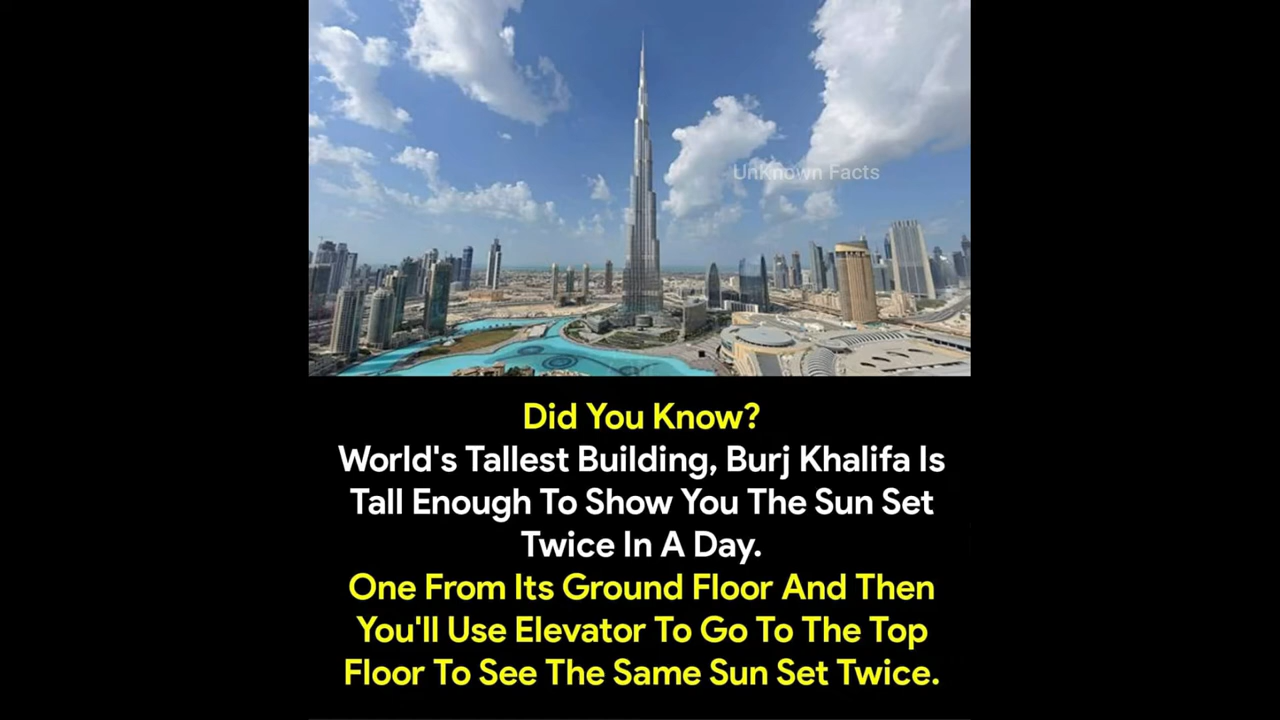 UnKnown Facts
Did You Know?
World's Tallest Building, Burj Khalifa Is
Tall Enough To Show You The Sun Set
Twice In A Day.
One From Its Ground Floor And Then
You'll Use Elevator To Go To The Top
Floor To See The Same Sun Set Twice.